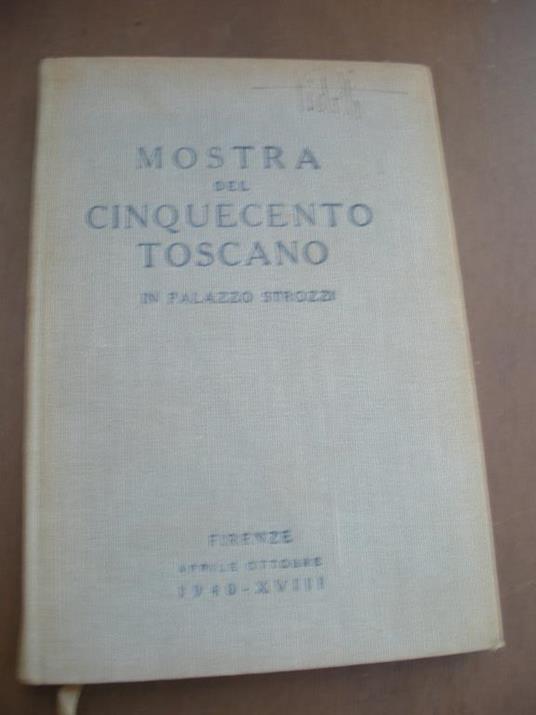 MOSTRA
DEL
CINQUECENTO
TOSCANO
IN PALAZZO STROZZI
FIRENZE
APRILE OTTOBRE
1940-XVIII